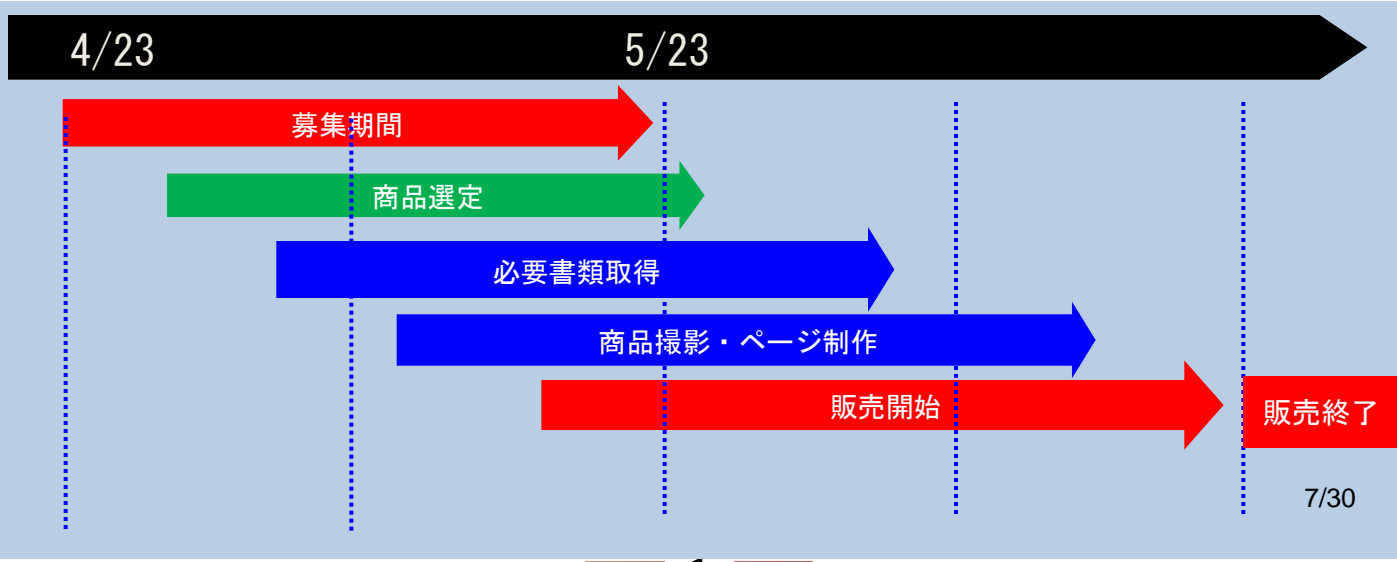 4/23
5/23
募集期間
商品選定
必要書類取得
商品撮影・ページ制作
販売開始
販売終了
7/30